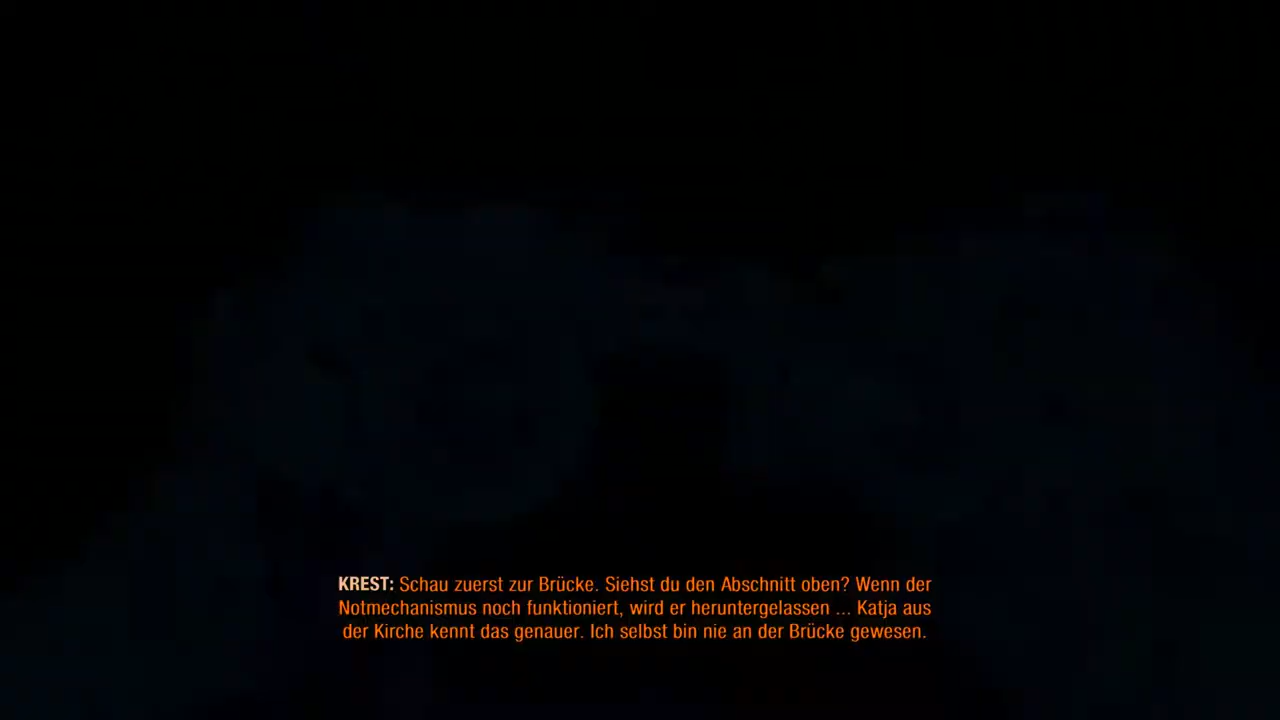 KREST: Schau zuerst zur Brücke. Siehst du den Abschnitt oben? Wenn der
Notmechanismus noch funktioniert, wird er heruntergelassen ... Katja aus
der Kirche kennt das genauer. Ich selbst bin nie an der Brücke gewesen.